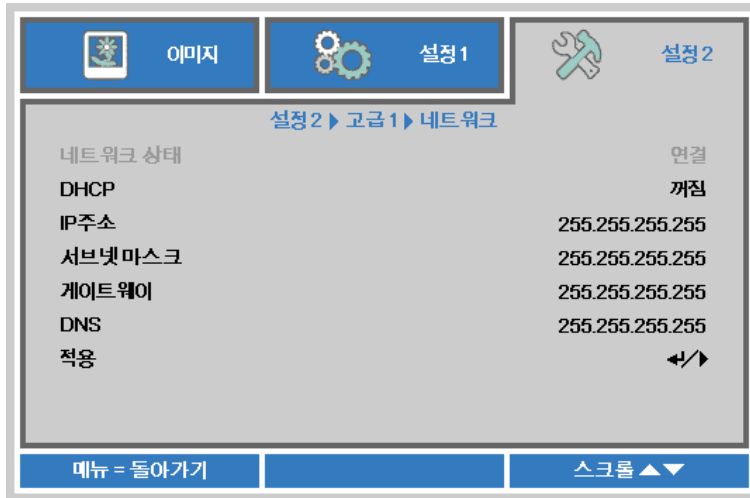 이미지 설정1 설정2
설정2 ▶ 고급1 ▶ 네트워크
네트워크 상태 연결
DHCP 꺼짐
IP주소 255.255.255.255
서브넷 마스크 255.255.255.255
게이트웨이 255.255.255.255
DNS 255.255.255.255
적용 ↵/▶
메뉴 = 돌아가기 스크롤 ▲▼